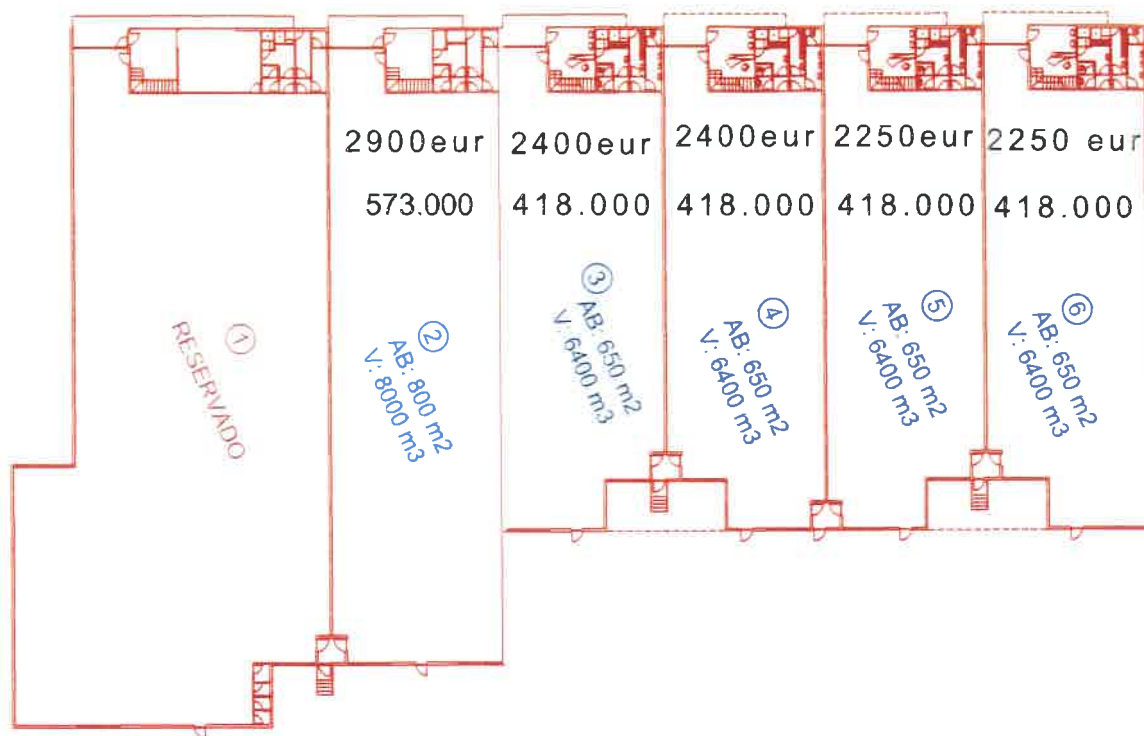 2900eur
2400eur
2400eur
2250eur
2250 eur
573.000
418.000
418.000
418.000
418.000
1
RESERVADO
2
AB: 800 m2
V: 8000 m3
3
AB: 650 m2
V: 6400 m3
4
AB: 650 m2
V: 6400 m3
5
AB: 650 m2
V: 6400 m3
6
AB: 650 m2
V: 6400 m3